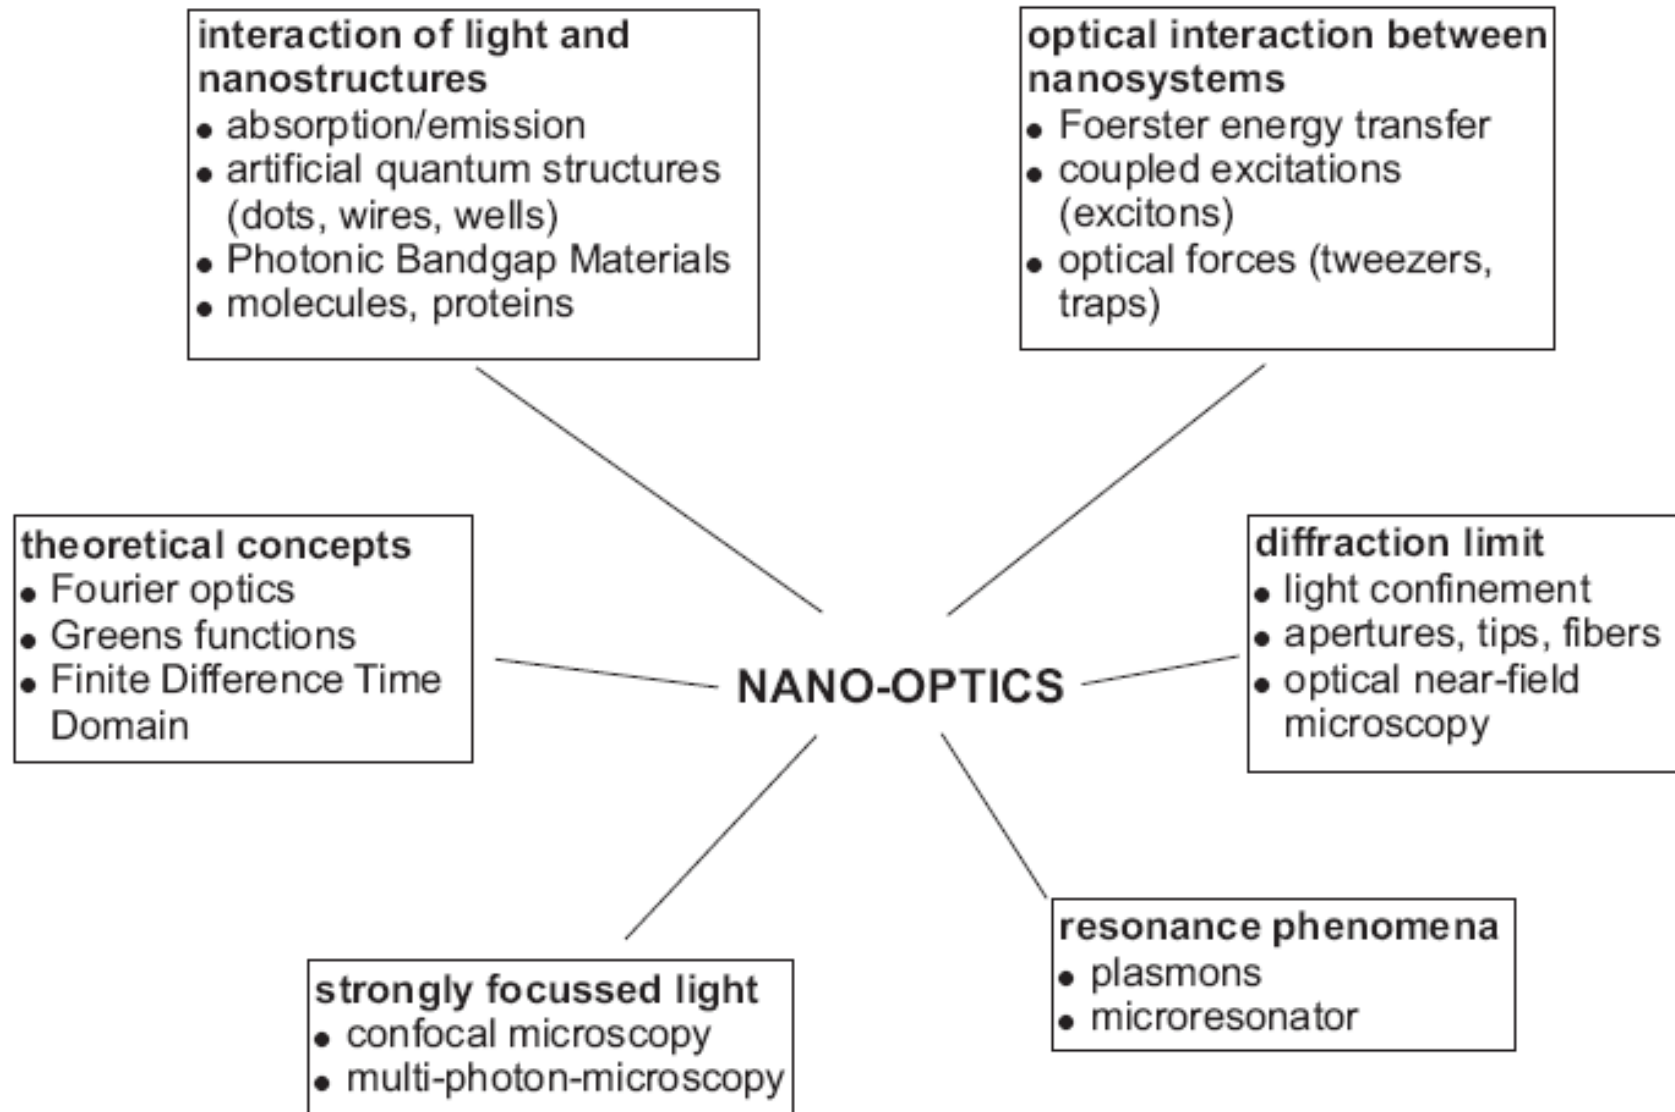 interaction of light and
nanostructures
• absorption/emission
• artificial quantum structures
(dots, wires, wells)
• Photonic Bandgap Materials
• molecules, proteins
optical interaction between
nanosystems
• Foerster energy transfer
• coupled excitations
(excitons)
• optical forces (tweezers,
traps)
theoretical concepts
• Fourier optics
• Greens functions
• Finite Difference Time
Domain
NANO-OPTICS
diffraction limit
• light confinement
• apertures, tips, fibers
• optical near-field
microscopy
strongly focussed light
• confocal microscopy
• multi-photon-microscopy
resonance phenomena
• plasmons
• microresonator